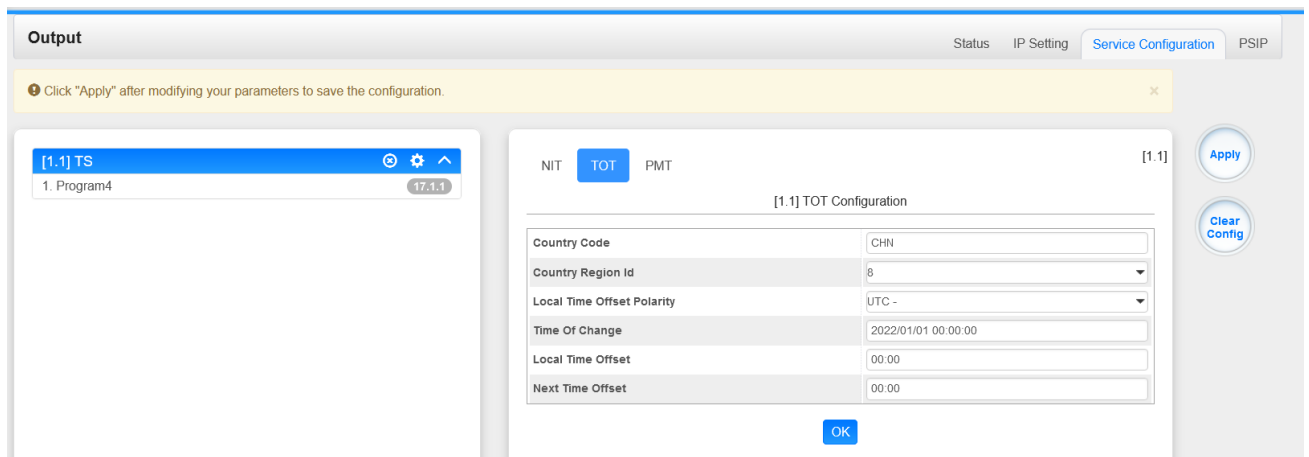 Output
Status IP Setting Service Configuration PSIP
Click "Apply" after modifying your parameters to save the configuration.
[1.1] TS
1. Program4 17.1.1
NIT TOT PMT [1.1]
[1.1] TOT Configuration
Country Code CHN
Country Region Id 8
Local Time Offset Polarity UTC -
Time Of Change 2022/01/01 00:00:00
Local Time Offset 00:00
Next Time Offset 00:00
OK
Apply
Clear
Config